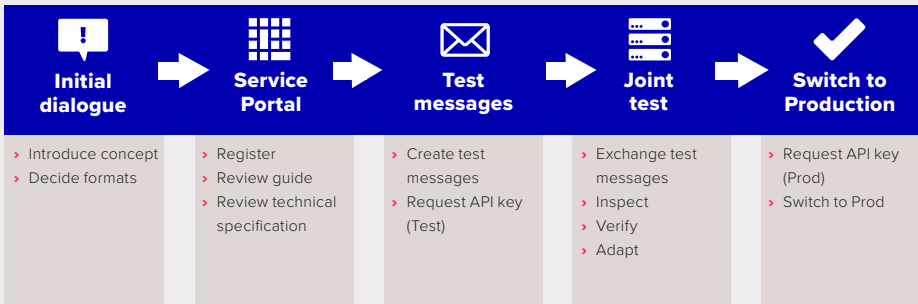 !
Initial
dialogue
Service
Portal
Test
messages
Joint
test
Switch to
Production
› Introduce concept
› Decide formats
› Register
› Review guide
› Review technical
specification
› Create test
messages
› Request API key
(Test)
› Exchange test
messages
› Inspect
› Verify
› Adapt
› Request API key
(Prod)
› Switch to Prod